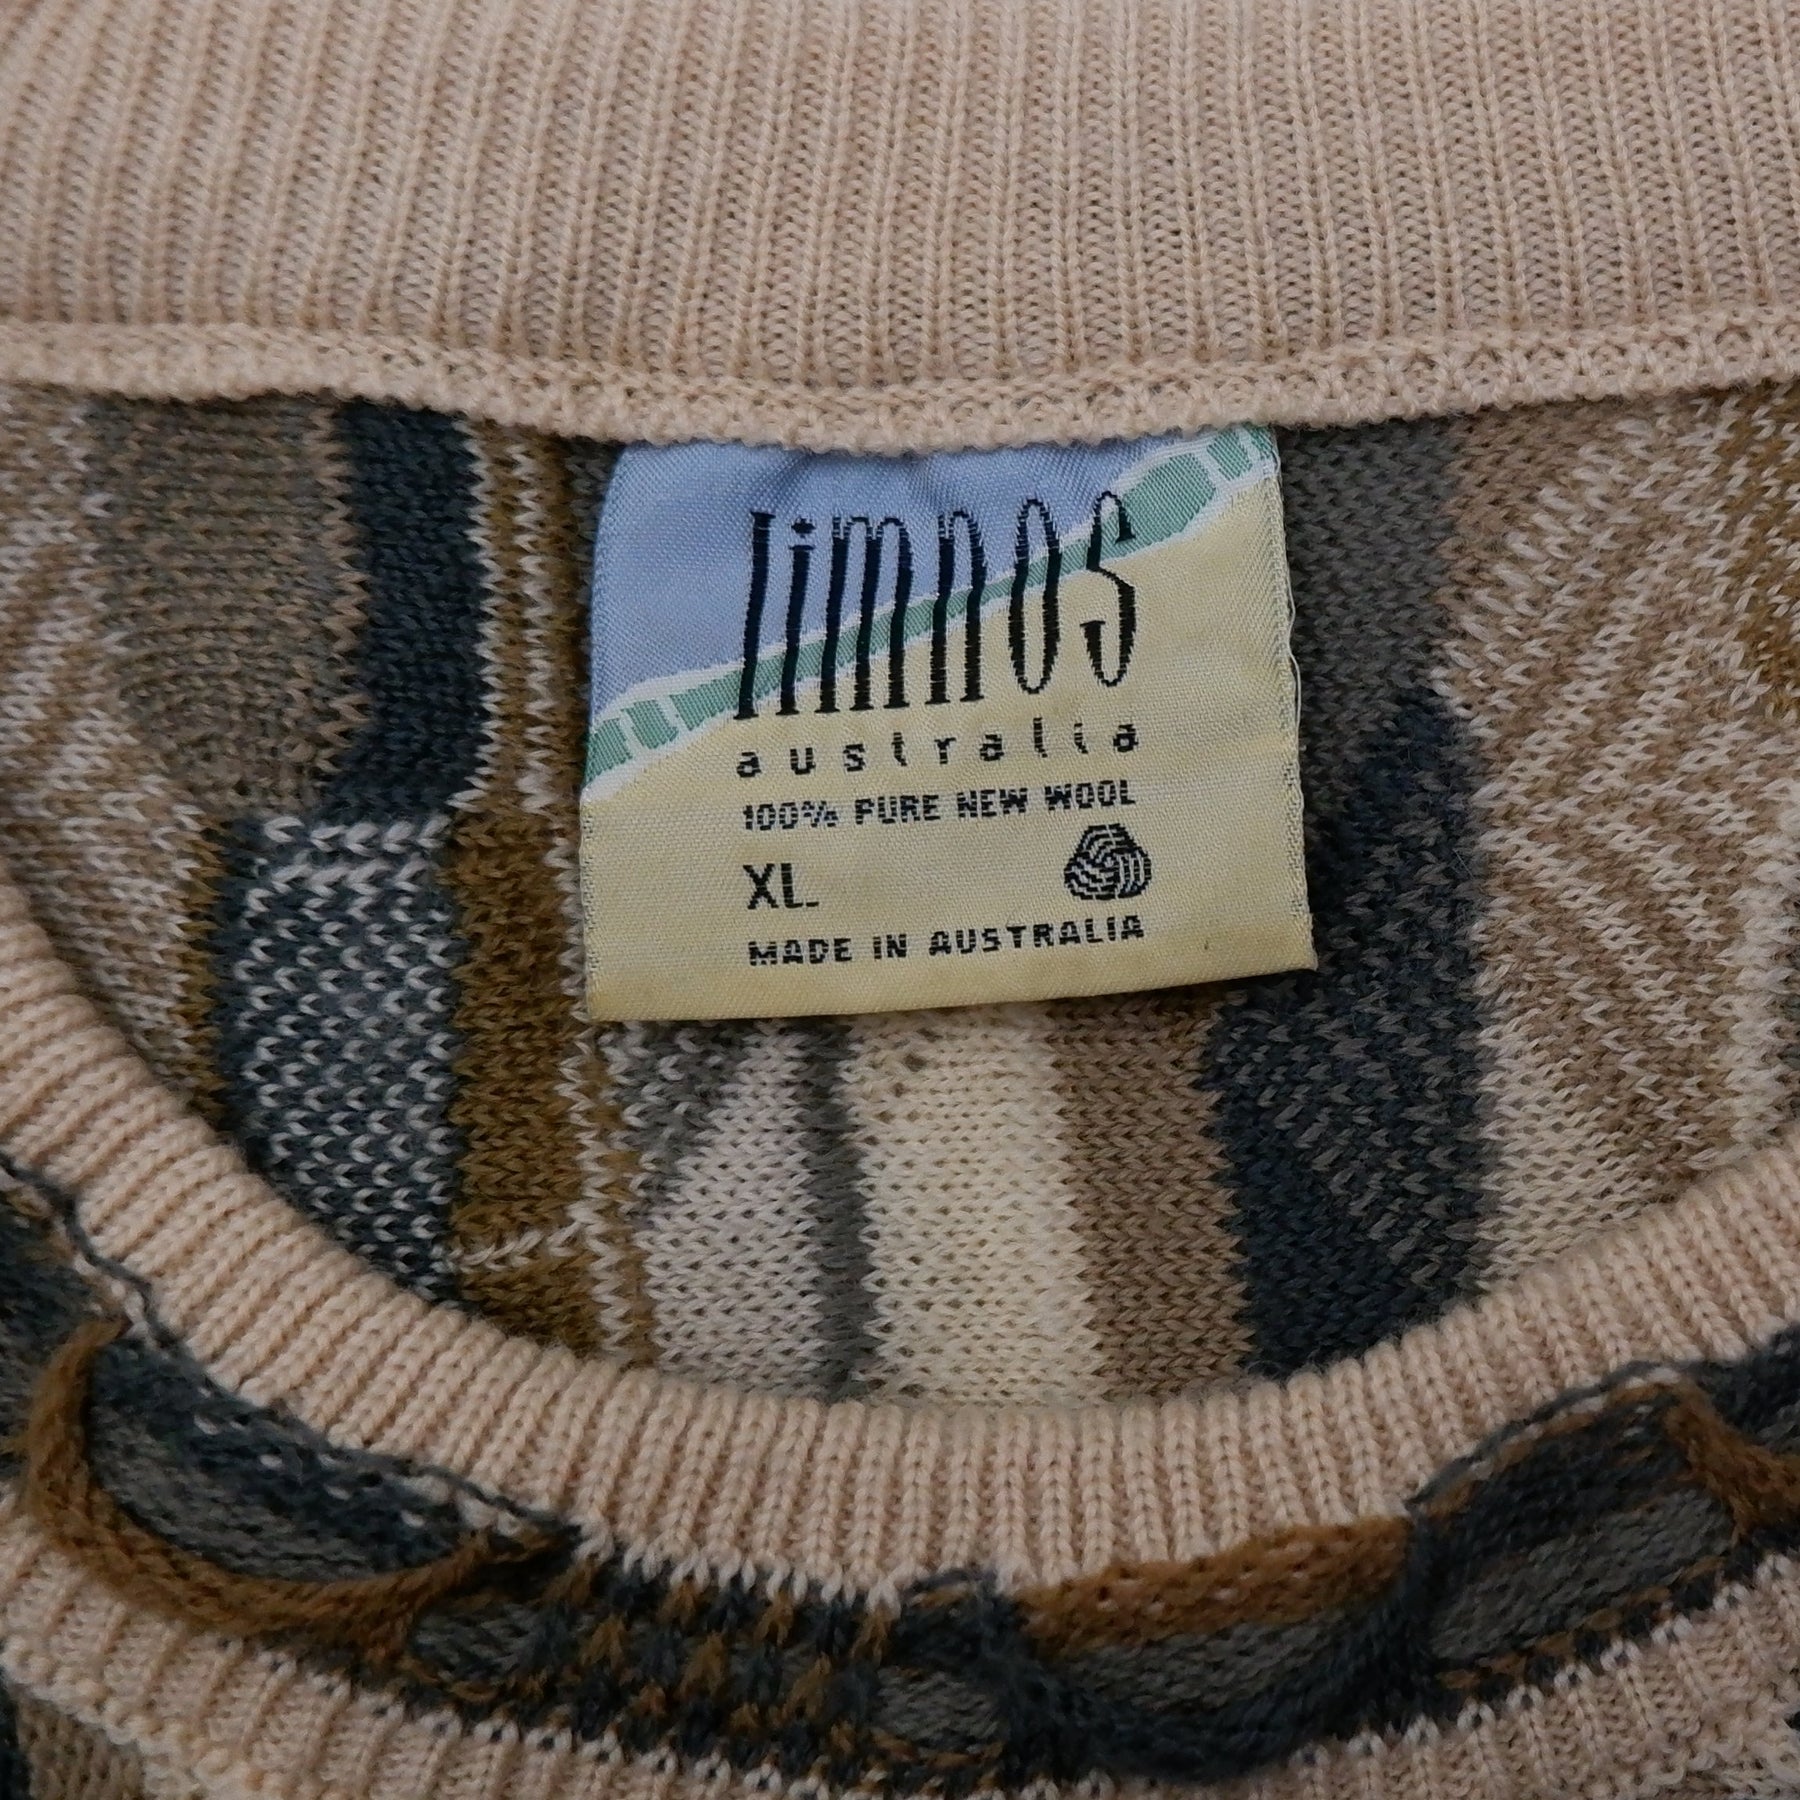 limnos
australia
100% PURE NEW WOOL
XL.
MADE IN AUSTRALIA